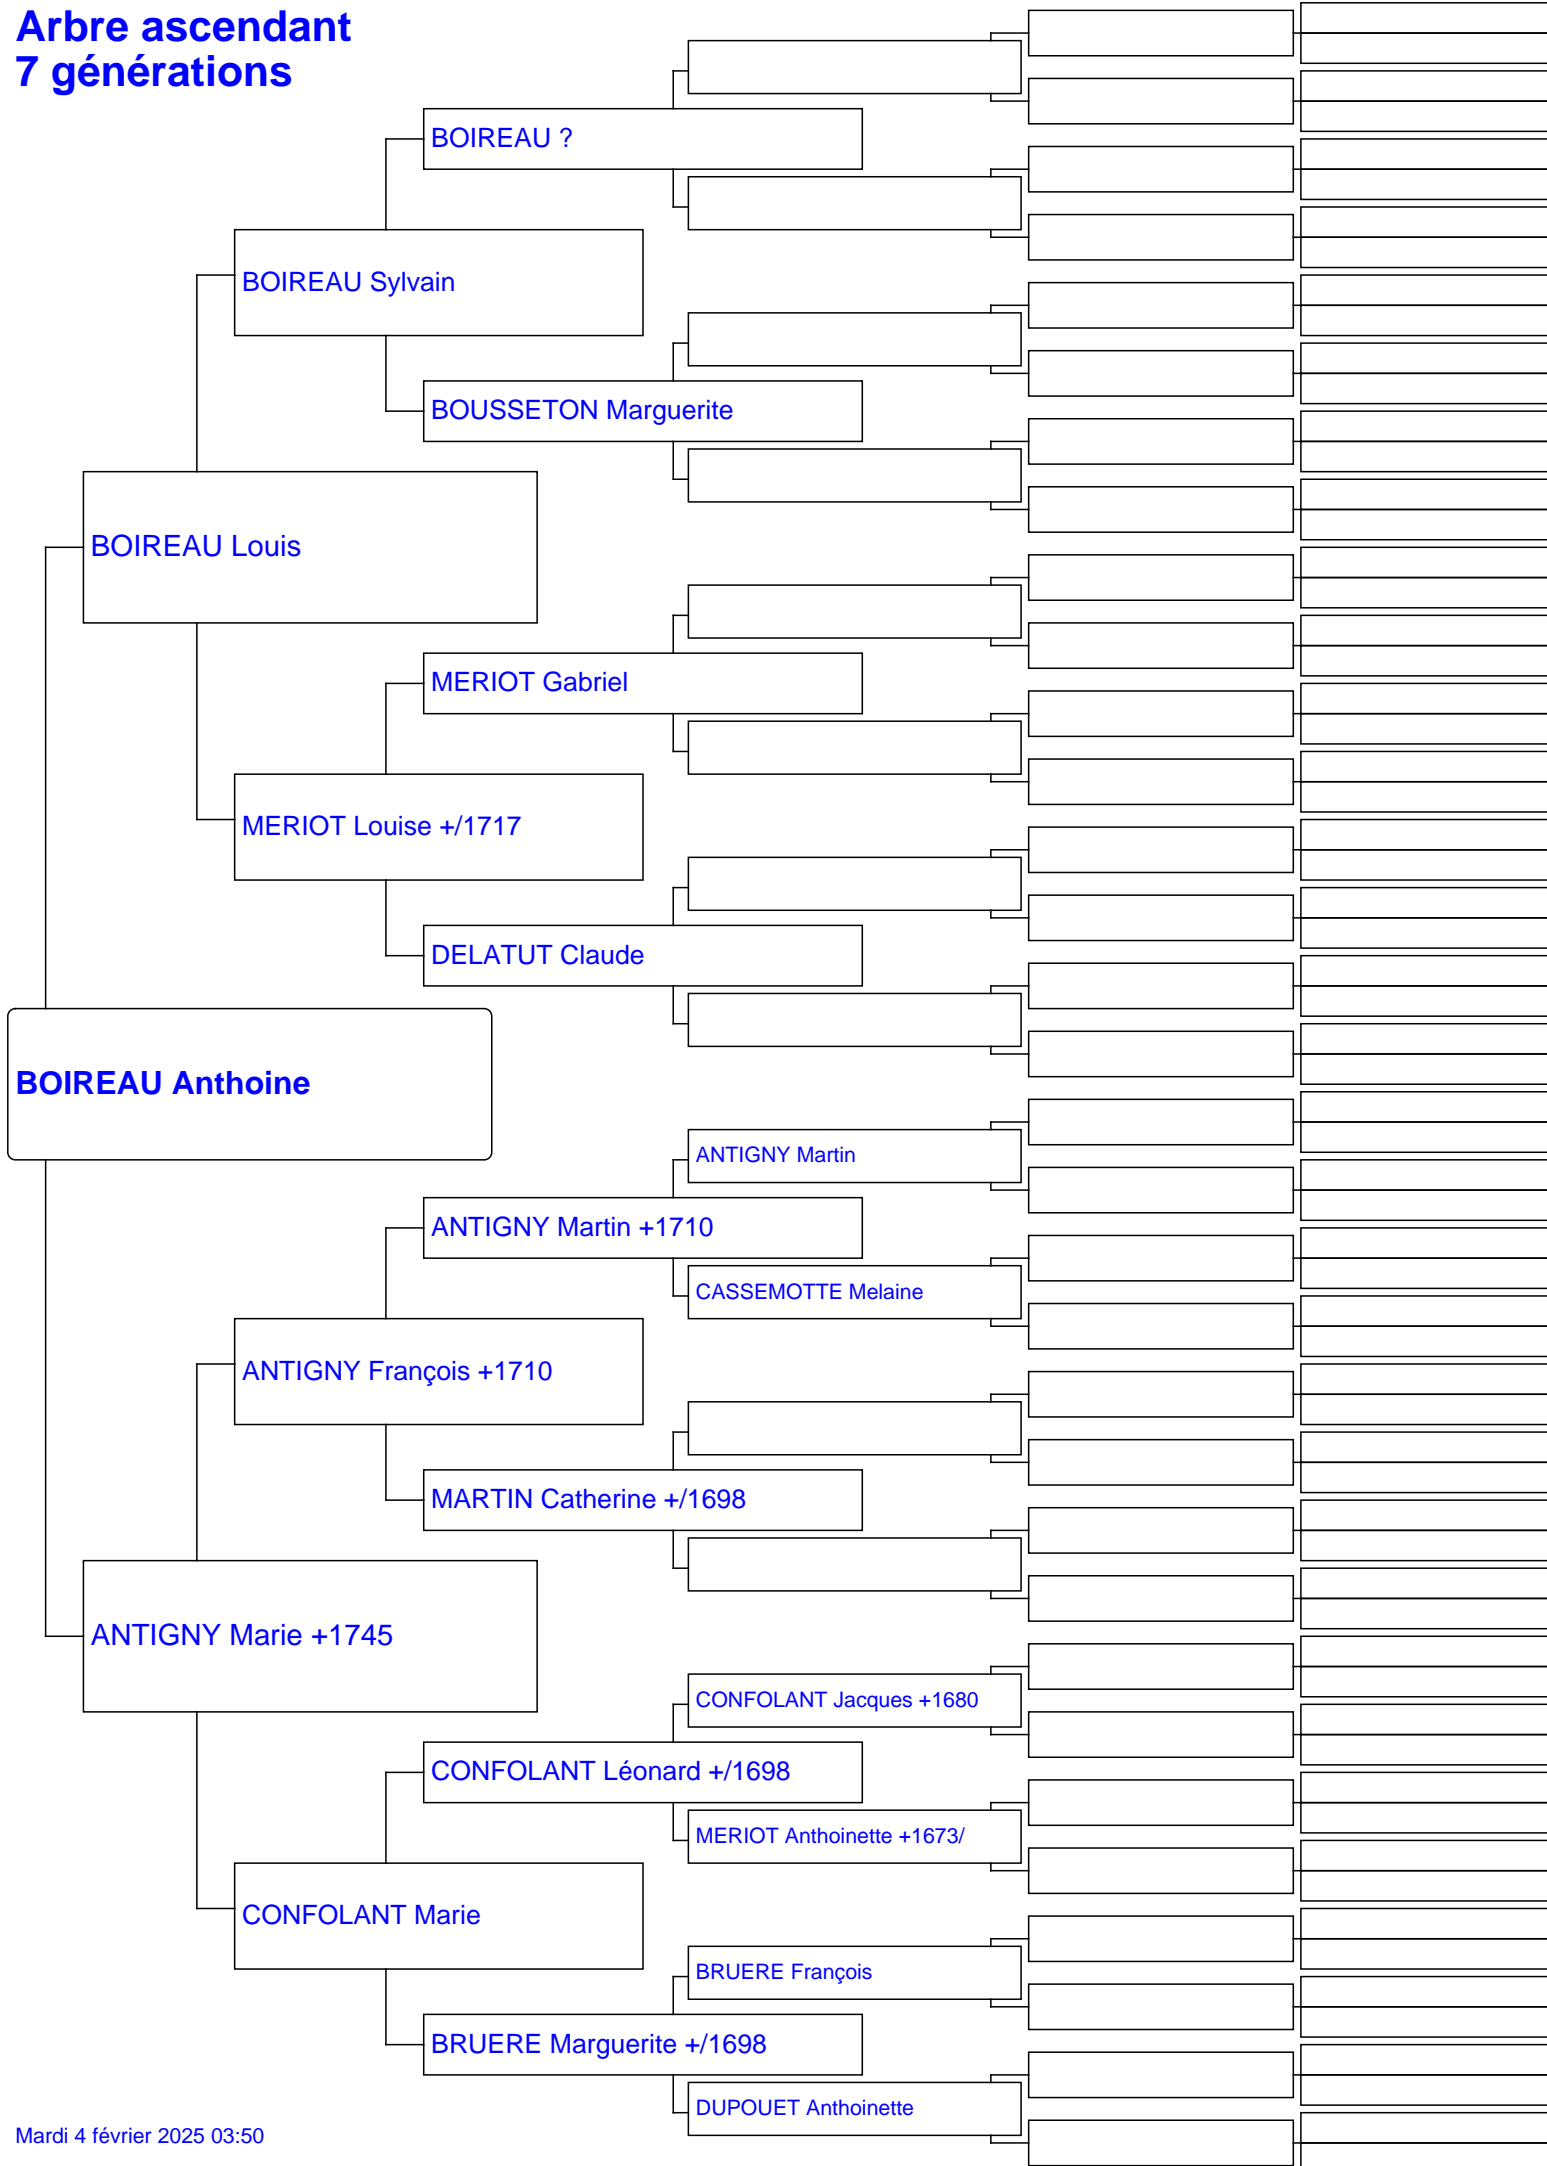 Arbre ascendant
7 générations
BOIREAU ?
BOIREAU Sylvain
BOUSSETON Marguerite
BOIREAU Louis
MERIOT Gabriel
MERIOT Louise +/1717
DELATUT Claude
BOIREAU Anthoine
ANTIGNY Martin
ANTIGNY Martin +1710
CASSEMOTTE Melaine
ANTIGNY François +1710
MARTIN Catherine +/1698
ANTIGNY Marie +1745
CONFOLANT Jacques +1680
CONFOLANT Léonard +/1698
MERIOT Anthoinette +1673/
CONFOLANT Marie
BRUERE François
BRUERE Marguerite +/1698
DUPOUET Anthoinette
Mardi 4 février 2025 03:50